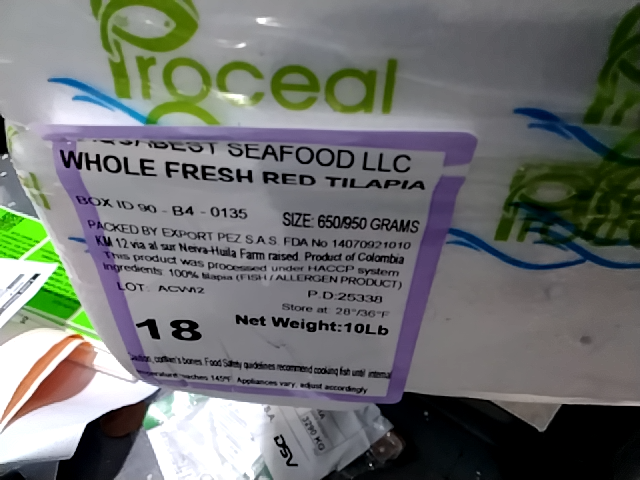 Proceal
SEAFOOD LLC
WHOLE FRESH RED TILAPIA
BOX ID 90 - B4 - 0135 SIZE: 650/950 GRAMS
PACKED BY EXPORT PEZ S.A.S. FDA No 14070921010
KM 12 via al sur Neiva-Huila Farm raised. Product of Colombia
This product was processed under HACCP system
Ingredients: 100% tilapia (FISH / ALLERGEN PRODUCT)
LOT: ACW12 P.D:25338
Store at: 28°/36°F
18 Net Weight:10Lb
Caution, contain's bones. Food Safety guidelines recommend cooking fish until internal
temperature reaches 145°F. Appliances vary, adjust accordingly